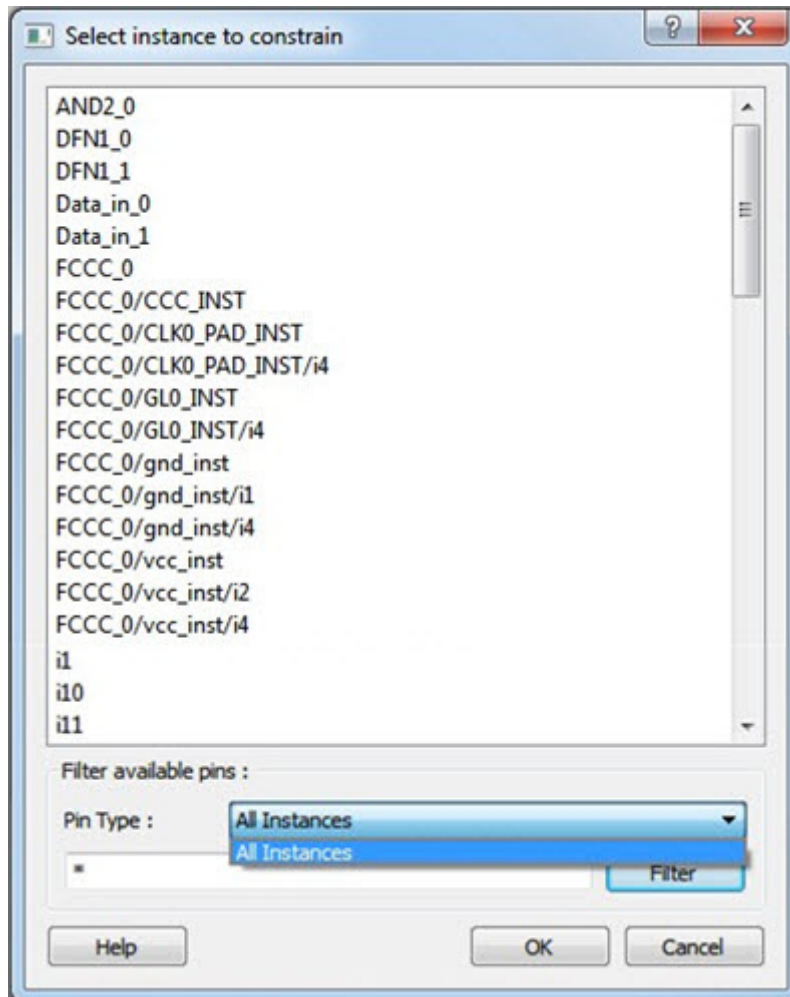 Select instance to constrain
AND2_0
DFN1_0
DFN1_1
Data_in_0
Data_in_1
FCCC_0
FCCC_0/CCC_INST
FCCC_0/CLK0_PAD_INST
FCCC_0/CLK0_PAD_INST/i4
FCCC_0/GL0_INST
FCCC_0/GL0_INST/i4
FCCC_0/gnd_inst
FCCC_0/gnd_inst/i1
FCCC_0/gnd_inst/i4
FCCC_0/vcc_inst
FCCC_0/vcc_inst/i2
FCCC_0/vcc_inst/i4
i1
i10
i11
Filter available pins :
Pin Type : All Instances
All Instances
* Filter
Help OK Cancel